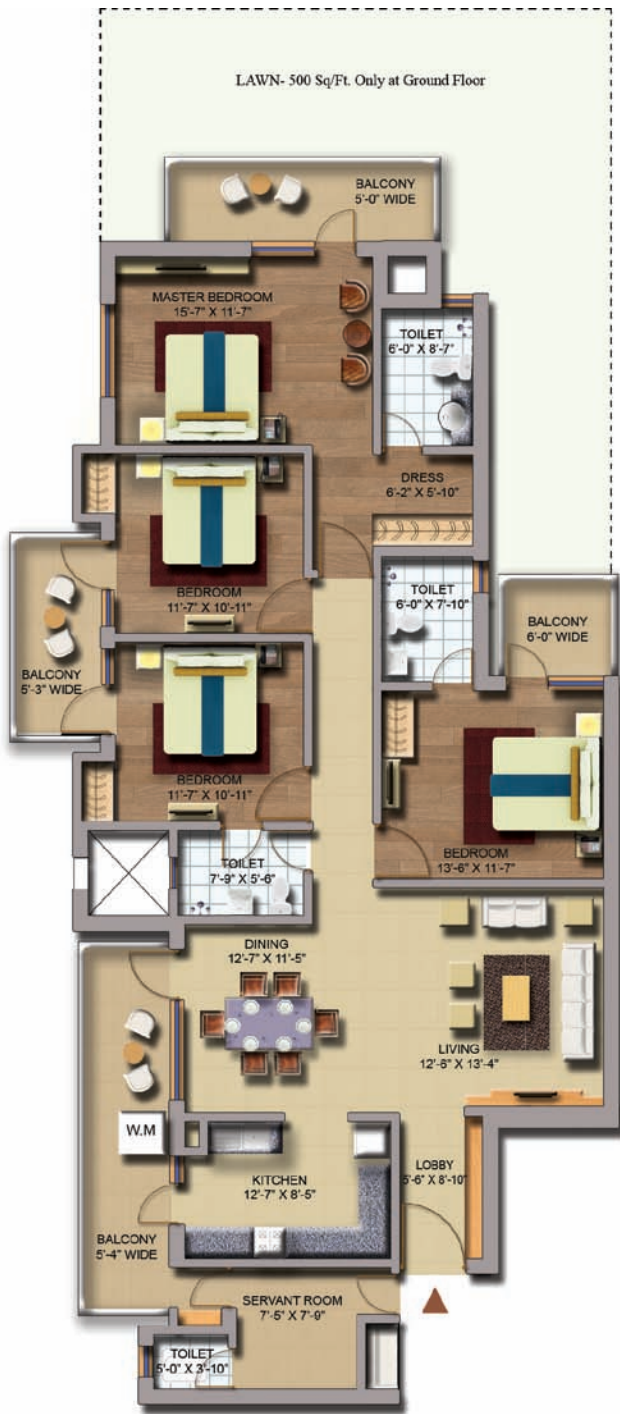 LAWN- 500 Sq/Ft. Only at Ground Floor
BALCONY
5'-0" WIDE
MASTER BEDROOM
15'-7" X 11'-7"
TOILET
6'-0" X 8'-7"
DRESS
6'-2" X 5'-10"
BEDROOM
11'-7" X 10'-11"
TOILET
6'-0" X 7'-10"
BALCONY
6'-0" WIDE
BALCONY
5'-3" WIDE
BEDROOM
11'-7" X 10'-11"
BEDROOM
13'-6" X 11'-7"
TOILET
7'-9" X 5'-6"
DINING
12'-7" X 11'-5"
LIVING
12'-6" X 13'-4"
W.M
KITCHEN
12'-7" X 8'-5"
LOBBY
5'-6" X 8'-10"
BALCONY
5'-4" WIDE
SERVANT ROOM
7'-5" X 7'-9"
TOILET
5'-0" X 3'-10"